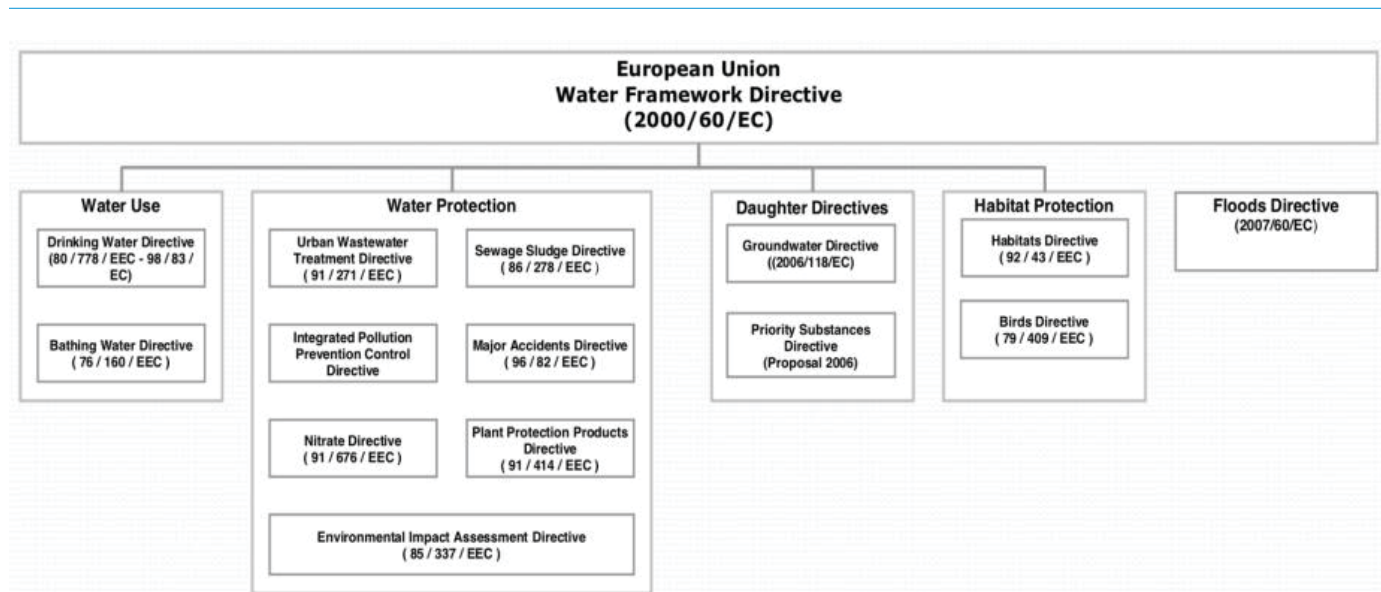 European Union
Water Framework Directive
(2000/60/EC)
Water Use
Drinking Water Directive
(80 / 778 / EEC - 98 / 83 /
EC)
Bathing Water Directive
( 76 / 160 / EEC )
Water Protection
Urban Wastewater
Treatment Directive
( 91 / 271 / EEC )
Sewage Sludge Directive
( 86 / 278 / EEC )
Integrated Pollution
Prevention Control
Directive
Major Accidents Directive
( 96 / 82 / EEC )
Nitrate Directive
( 91 / 676 / EEC )
Plant Protection Products
Directive
( 91 / 414 / EEC )
Environmental Impact Assessment Directive
( 85 / 337 / EEC )
Daughter Directives
Groundwater Directive
((2006/118/EC)
Priority Substances
Directive
(Proposal 2006)
Habitat Protection
Habitats Directive
( 92 / 43 / EEC )
Birds Directive
( 79 / 409 / EEC )
Floods Directive
(2007/60/EC)